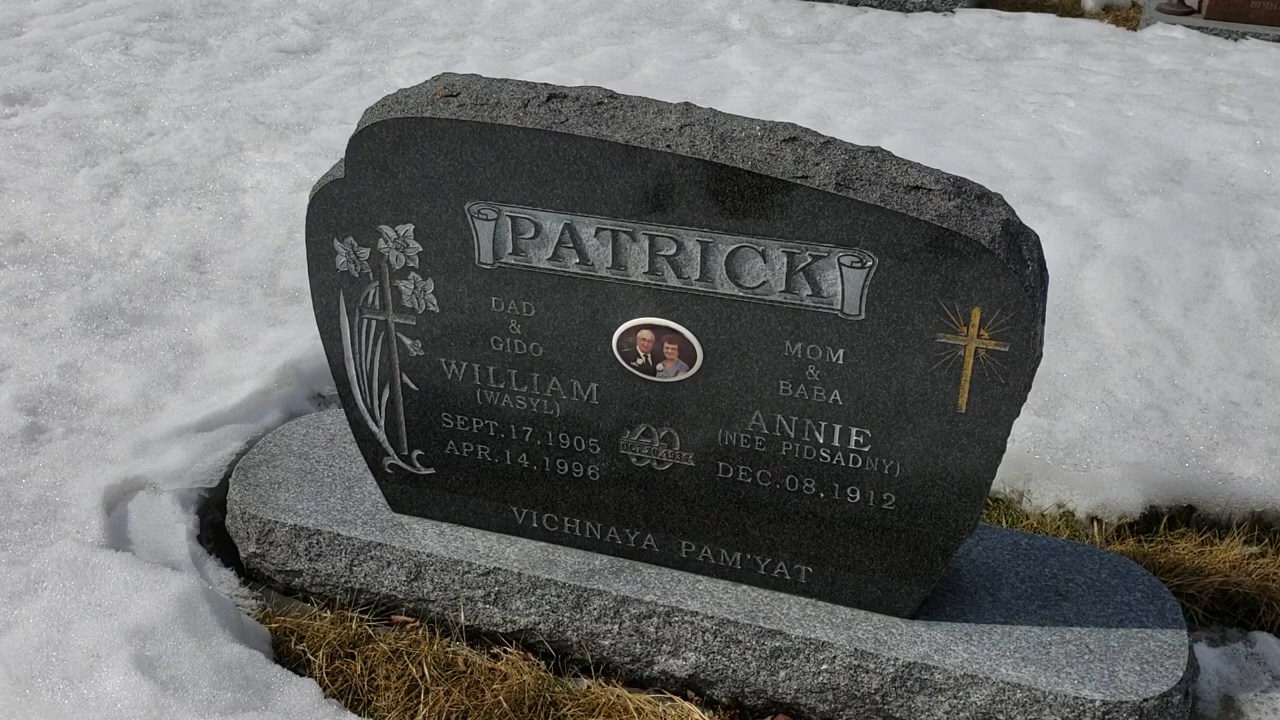 PATRICK
DAD
&
GIDO
WILLIAM
(WASYL)
SEPT.17,1905
APR.14,1996
MOM
&
BABA
ANNIE
(NEE PIDSADNY)
DEC.08,1912
VICHNAYA PAM'YAT